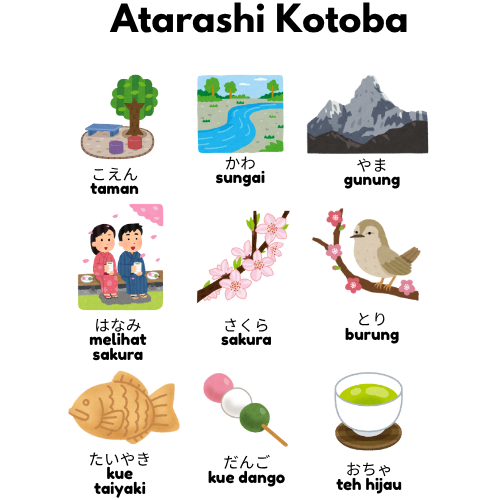 Atarashi Kotoba
こえん
taman
かわ
sungai
やま
gunung
はなみ
melihat
sakura
さくら
sakura
とり
burung
たいやき
kue
taiyaki
だんご
kue dango
おちゃ
teh hijau